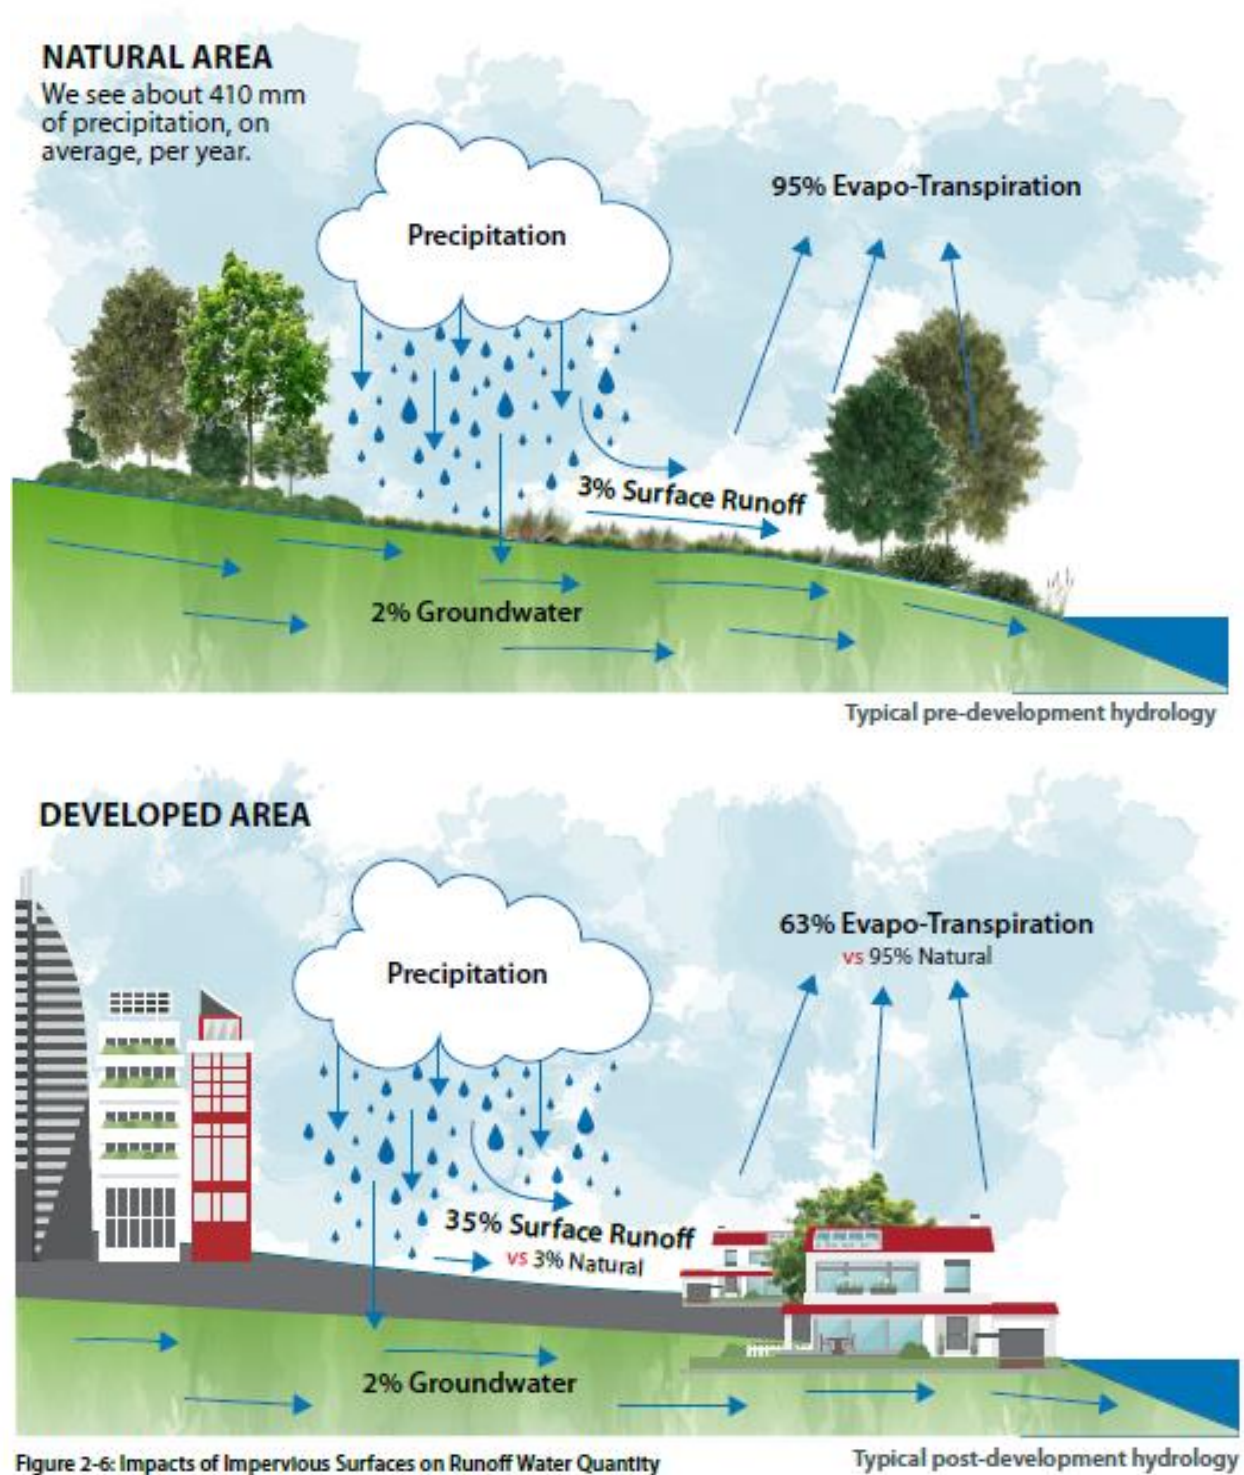 NATURAL AREA
We see about 410 mm
of precipitation, on
average, per year.
Precipitation
95% Evapo-Transpiration
3% Surface Runoff
2% Groundwater
Typical pre-development hydrology
DEVELOPED AREA
Precipitation
63% Evapo-Transpiration
vs 95% Natural
35% Surface Runoff
vs 3% Natural
2% Groundwater
Typical post-development hydrology
Figure 2-6: Impacts of Impervious Surfaces on Runoff Water Quantity